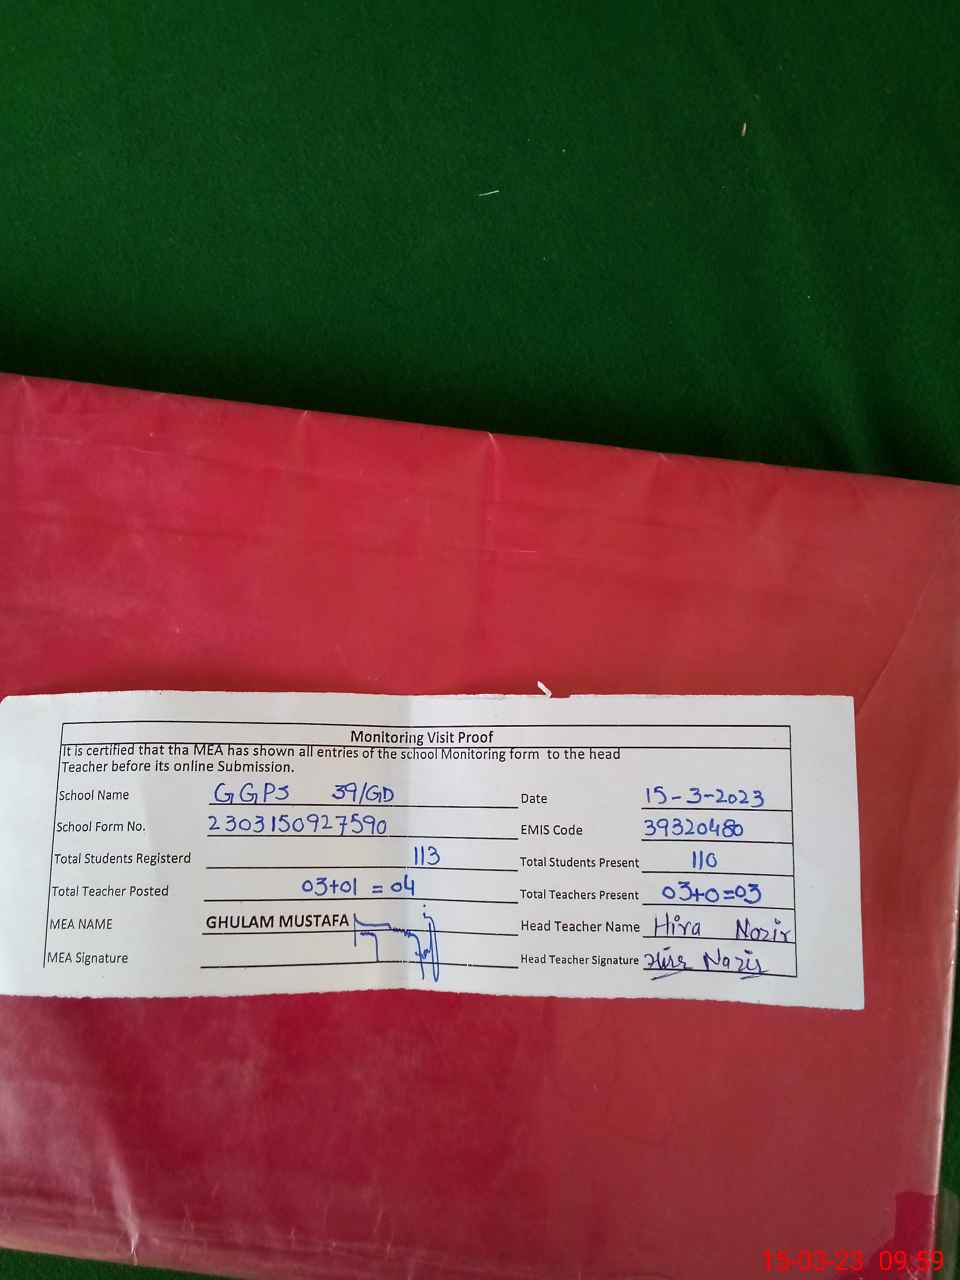 Monitoring Visit Proof
It is certified that tha MEA has shown all entries of the school Monitoring form to the head
Teacher before its online Submission.
School Name GGPS 39/GD Date 15-3-2023
School Form No. 2303150927590 EMIS Code 39320480
Total Students Registerd 113 Total Students Present 110
Total Teacher Posted 03+01 = 04 Total Teachers Present 03+0=03
MEA NAME GHULAM MUSTAFA Head Teacher Name Hira Nazir
MEA Signature Head Teacher Signature Hira Nazir
15-03-23 09:59